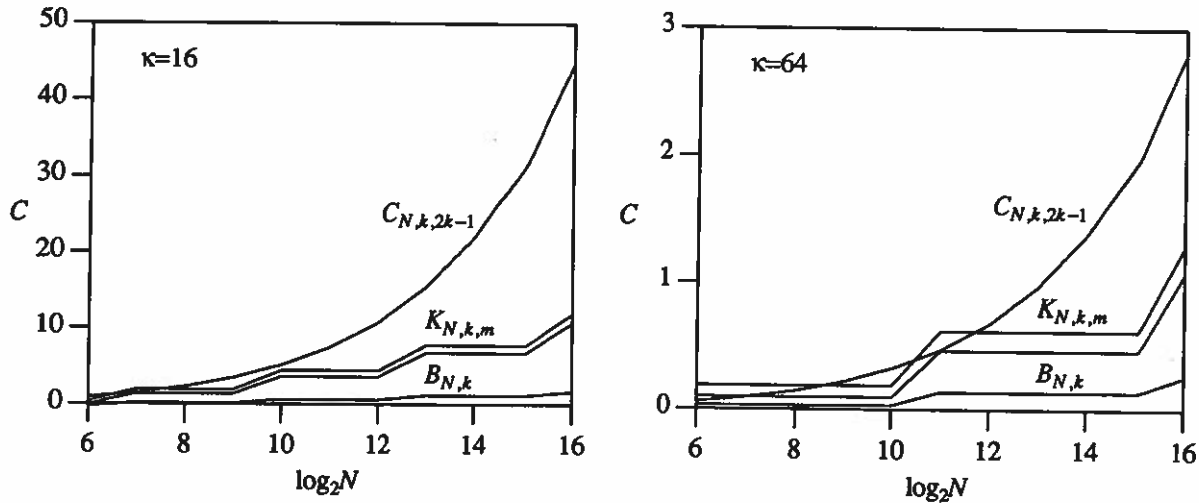 50
40
30
20
10
0
C
κ=16
C_{N,k,2k−1}
K_{N,k,m}
B_{N,k}
6 8 10 12 14 16
log₂N
3
2
1
0
C
κ=64
C_{N,k,2k−1}
K_{N,k,m}
B_{N,k}
6 8 10 12 14 16
log₂N